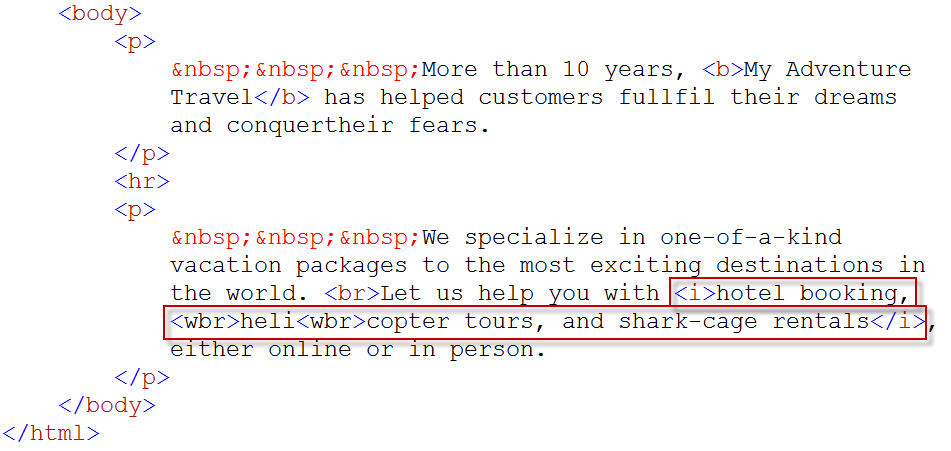 <body>
<p>
&nbsp;&nbsp;&nbsp;More than 10 years, <b>My Adventure
Travel</b> has helped customers fullfil their dreams
and conquertheir fears.
</p>
<hr>
<p>
&nbsp;&nbsp;&nbsp;We specialize in one-of-a-kind
vacation packages to the most exciting destinations in
the world. <br>Let us help you with <i>hotel booking,
<wbr>heli<wbr>copter tours, and shark-cage rentals</i>,
either online or in person.
</p>
</body>
</html>